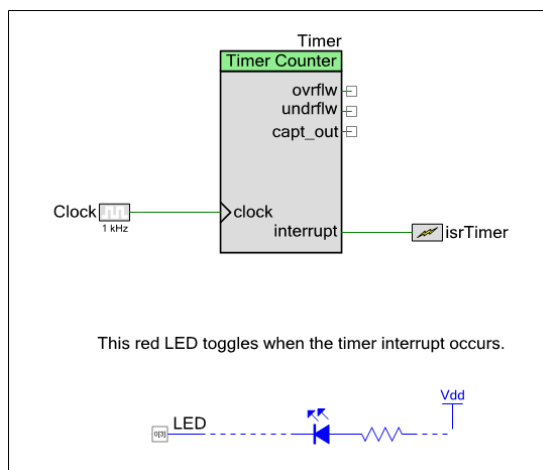 Timer
Timer Counter
ovrflw
undrflw
capt_out
Clock
1 kHz
clock
interrupt
isrTimer
This red LED toggles when the timer interrupt occurs.
Vdd
LED